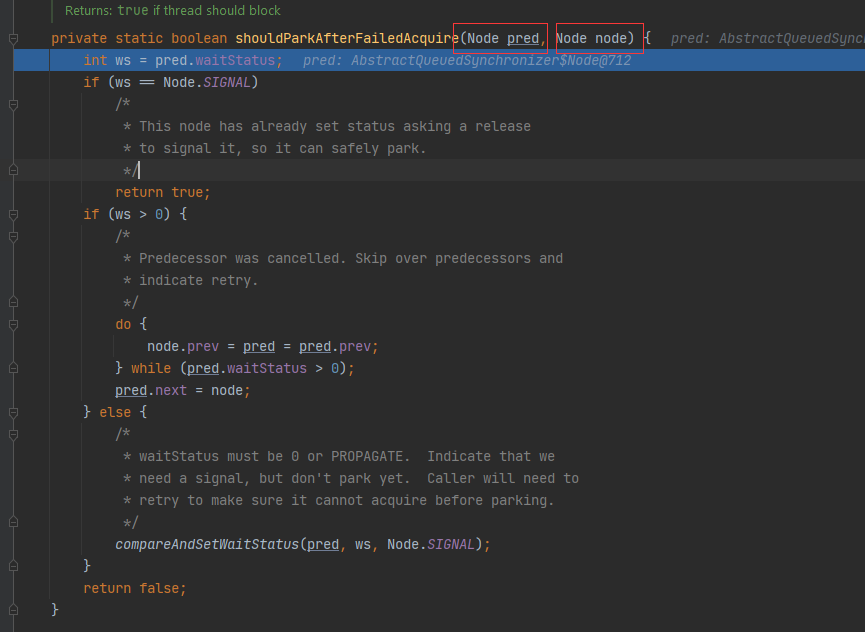 Returns: true if thread should block
private static boolean shouldParkAfterFailedAcquire(Node pred, Node node) {   pred: AbstractQueuedSynch
    int ws = pred.waitStatus;   pred: AbstractQueuedSynchronizer$Node@712
    if (ws == Node.SIGNAL)
        /*
         * This node has already set status asking a release
         * to signal it, so it can safely park.
         */
        return true;
    if (ws > 0) {
        /*
         * Predecessor was cancelled. Skip over predecessors and
         * indicate retry.
         */
        do {
            node.prev = pred = pred.prev;
        } while (pred.waitStatus > 0);
        pred.next = node;
    } else {
        /*
         * waitStatus must be 0 or PROPAGATE.  Indicate that we
         * need a signal, but don't park yet.  Caller will need to
         * retry to make sure it cannot acquire before parking.
         */
        compareAndSetWaitStatus(pred, ws, Node.SIGNAL);
    }
    return false;
}